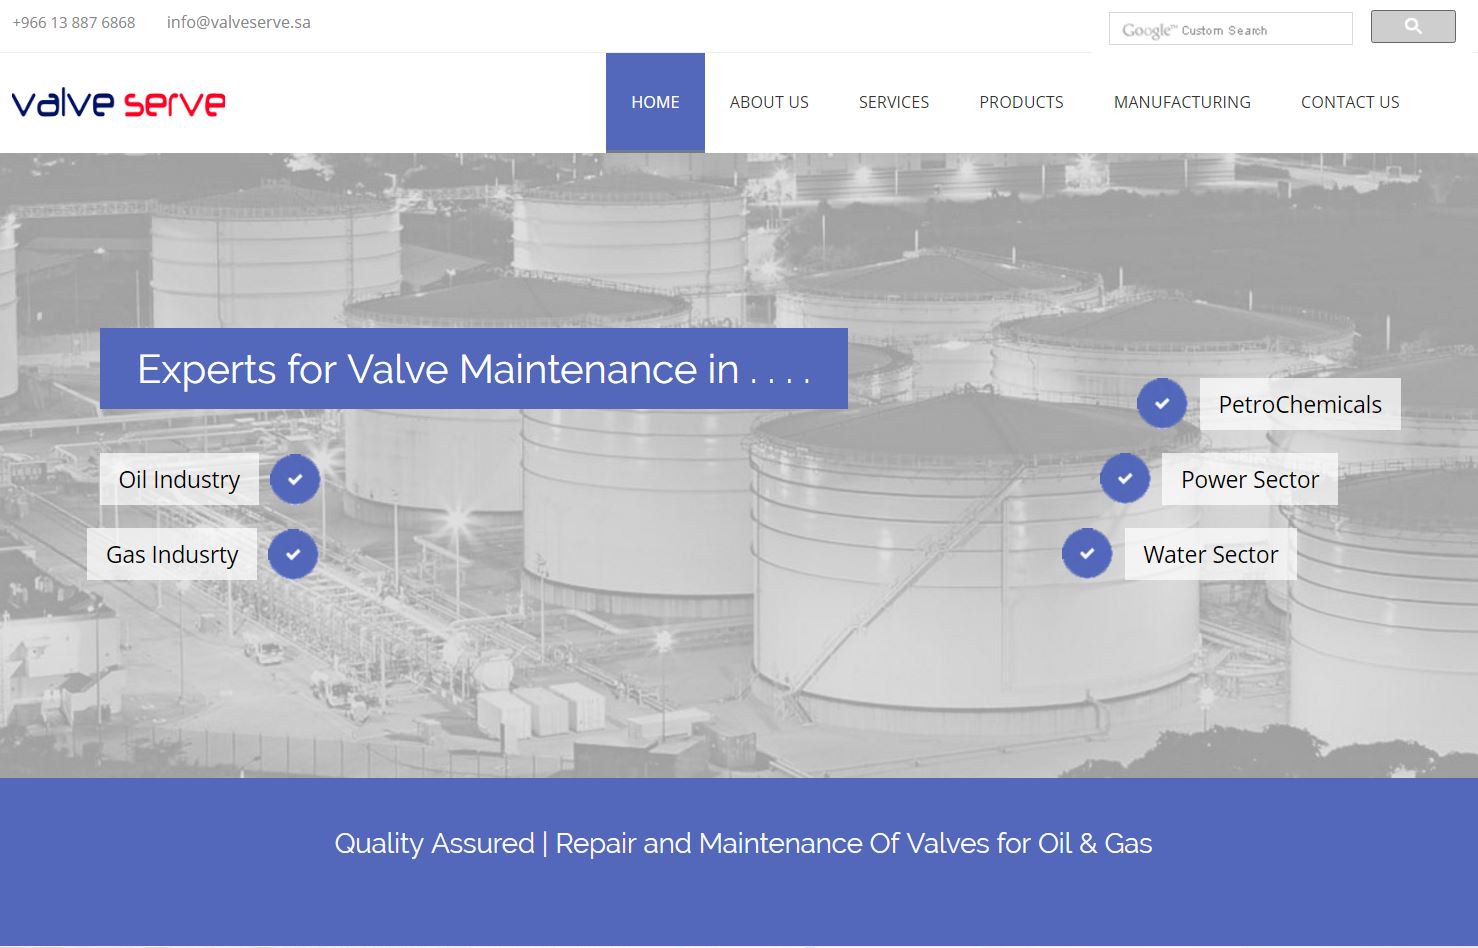 +966 13 887 6868 info@valveserve.sa
Google™ Custom Search
valve serve
HOME ABOUT US SERVICES PRODUCTS MANUFACTURING CONTACT US
Experts for Valve Maintenance in . . . .
Oil Industry
Gas Indusrty
PetroChemicals
Power Sector
Water Sector
Quality Assured | Repair and Maintenance Of Valves for Oil & Gas